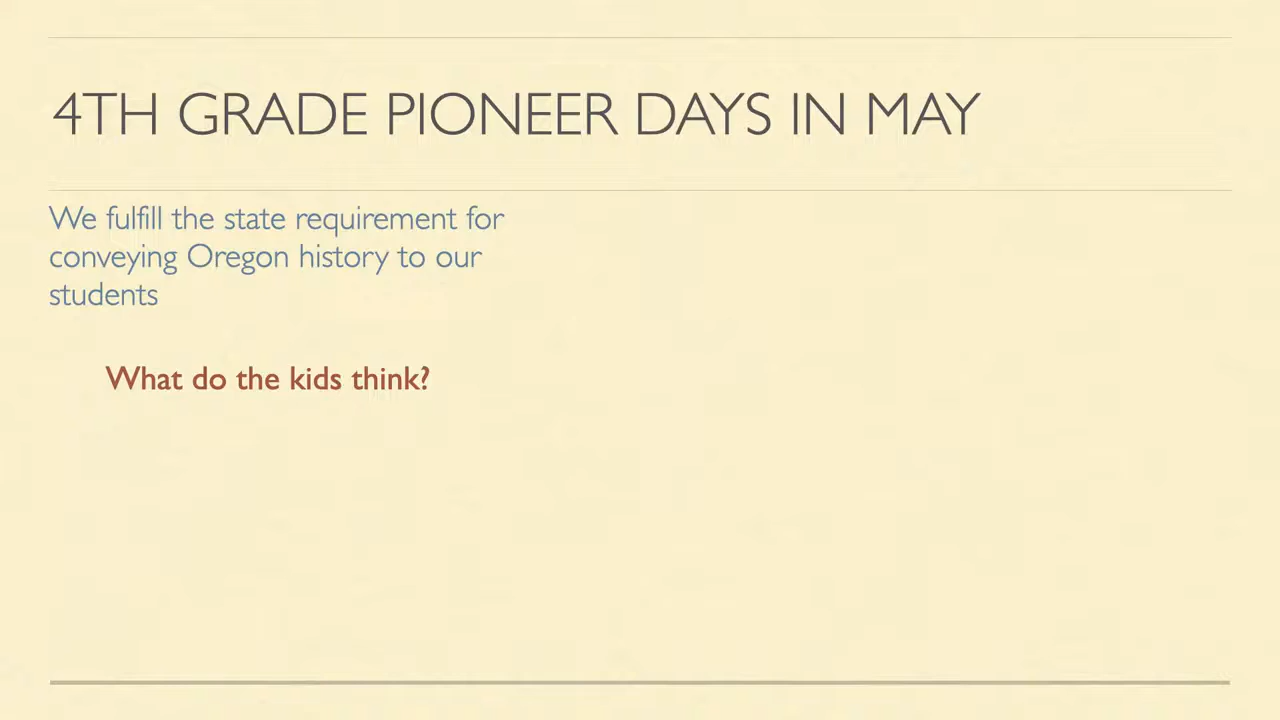 4TH GRADE PIONEER DAYS IN MAY
We fulfill the state requirement for
conveying Oregon history to our
students
What do the kids think?